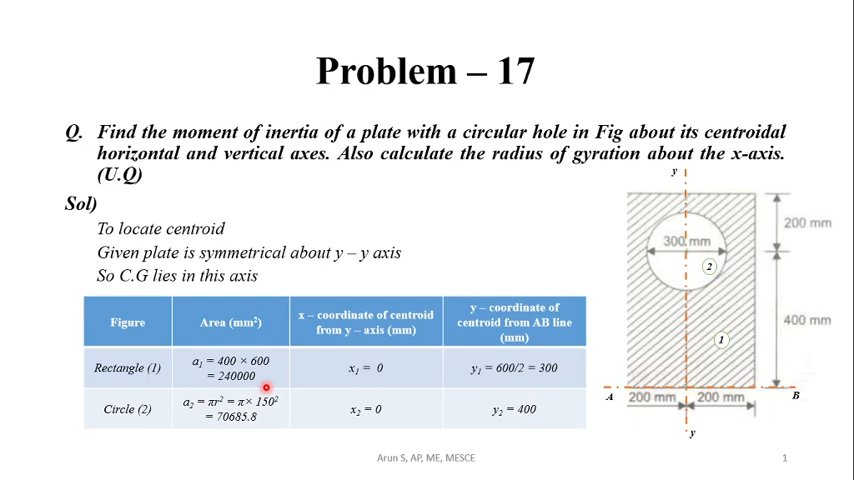 Problem – 17
Q. Find the moment of inertia of a plate with a circular hole in Fig about its centroidal
horizontal and vertical axes. Also calculate the radius of gyration about the x-axis.
(U.Q)
Sol)
To locate centroid
Given plate is symmetrical about y – y axis
So C.G lies in this axis
Figure
Area (mm²)
x – coordinate of centroid
from y – axis (mm)
y – coordinate of
centroid from AB line
(mm)
Rectangle (1)
a₁ = 400 × 600
= 240000
x₁ = 0
y₁ = 600/2 = 300
Circle (2)
a₂ = πr² = π× 150²
= 70685.8
x₂ = 0
y₂ = 400
y
200 mm
300 mm
2
400 mm
1
A
200 mm
200 mm
B
y
Arun S, AP, ME, MESCE
1